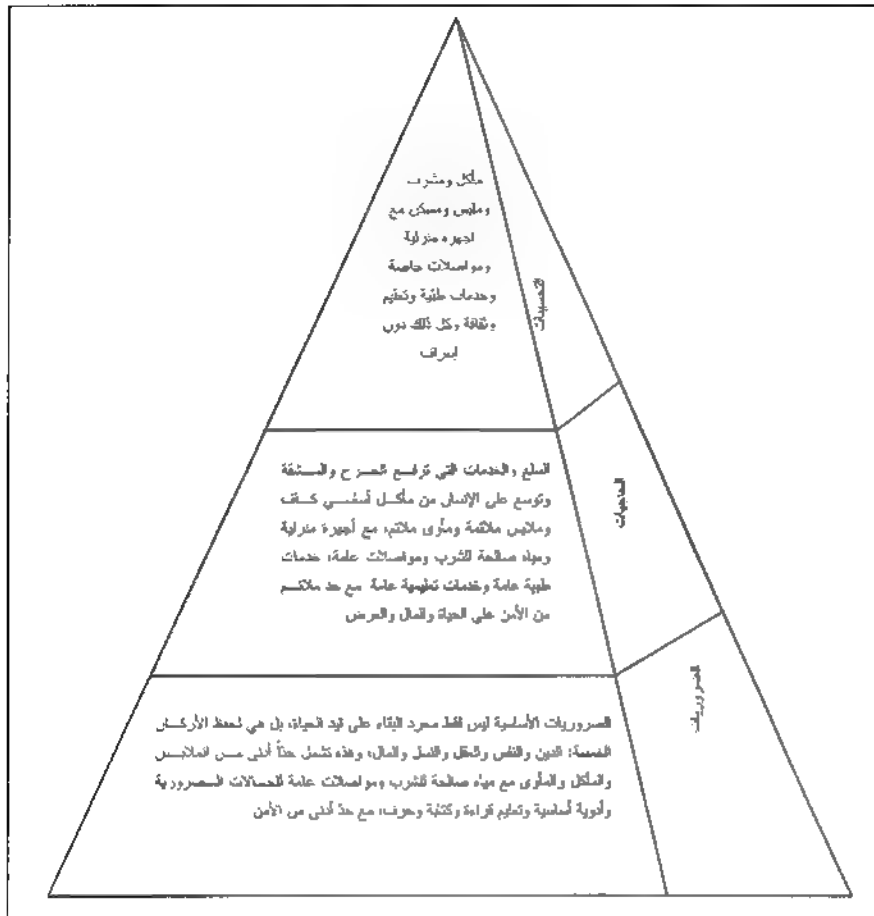 مأكل ومشرب
وملبس ومسكن مع
اجهزه منزلية
ومواصلات خاصة
وخدمات طبية وتعليم
وثقافة وكل ذلك دون
إسراف
التحسينات
السلع والخدمات التي ترفع الحرج والمشقة
وتوسع على الإنسان من مأكل أساسي كاف
وملابس ملائمة ومأوى ملائم، مع أجهزة منزلية
ومياه صالحة للشرب ومواصلات عامة، خدمات
طبية عامة وخدمات تعليمية عامة مع حد ملائم
من الأمن على الحياة والمال والعرض
الحاجيات
الضروريات الأساسية ليس فقط مجرد البقاء على قيد الحياة، بل هي لحفظ الأركان
الخمسة: الدين والنفس والعقل والنسل والمال، وهذه تشمل حداً أدنى من الملابس
والمأكل والمأوى مع مياه صالحة للشرب ومواصلات عامة للحالات الضرورية
وأدوية أساسية وتعليم قراءة وكتابة وحرف، مع حدّ أدنى من الأمن
الضروريات